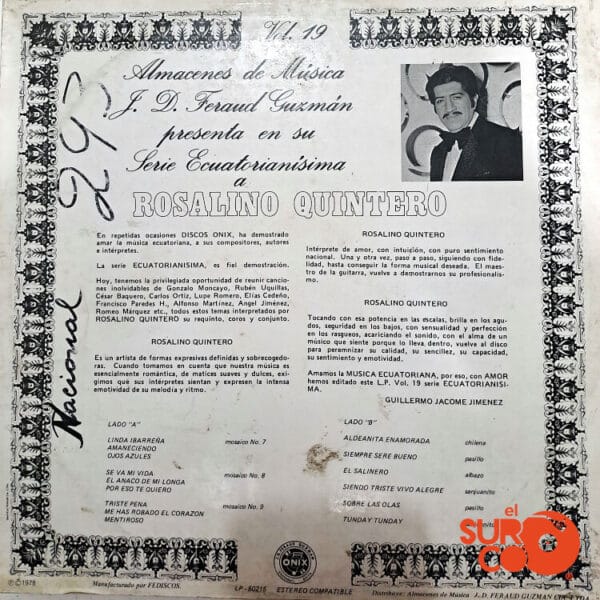 Vol. 19
Almacenes de Música
J. D. Feraud Guzmán
presenta en su
Serie Ecuatorianísima
a
ROSALINO QUINTERO
293
Nacional
En repetidas ocasiones DISCOS ONIX, ha demostrado
amar la música ecuatoriana, a sus compositores, autores
e intérpretes.
La serie ECUATORIANISIMA, es fiel demostración.
Hoy, tenemos la privilegiada oportunidad de reunir cancio-
nes inolvidables de Gonzalo Moncayo, Rubén Uquillas,
César Baquero, Carlos Ortiz, Lupe Romero, Elías Cedeño,
Francisco Paredes H., Alfonso Martínez, Angel Jiménez,
Romeo Márquez etc., todos estos temas interpretados por
ROSALINO QUINTERO su requinto, coros y conjunto.
ROSALINO QUINTERO
Es un artista de formas expresivas definidas y sobrecogedo-
ras. Cuando tomamos en cuenta que nuestra música es
esencialmente romántica, de matices suaves y dulces, exi-
gimos que sus intérpretes sientan y expresen la intensa
emotividad de su melodía y ritmo.
ROSALINO QUINTERO
Intérprete de amor, con intuición, con puro sentimiento
nacional. Una y otra vez, paso a paso, siguiendo con fide-
lidad, hasta conseguir la forma musical deseada. El maes-
tro de la guitarra, vuelve a demostrarnos su profesionalis-
mo.
ROSALINO QUINTERO
Tocando con esa potencia en las escalas, brilla en los agu-
dos, seguridad en los bajos, con sensualidad y perfección
en los rasgueos, acariciando el sonido, con el alma de un
músico que siente porque lo lleva dentro, vuelve al disco
para peremnizar su calidad, su sencillez, su capacidad,
su sentimiento y emotividad.
Amamos la MUSICA ECUATORIANA, por eso, con AMOR
hemos editado este L.P. Vol. 19 serie ECUATORIANISI-
MA.
GUILLERMO JACOME JIMENEZ
LADO "A"
LINDA IBARREÑA mosaico No. 7
AMANECIENDO
OJOS AZULES
SE VA MI VIDA mosaico No. 8
EL ANACO DE MI LONGA
POR ESO TE QUIERO
TRISTE PENA mosaico No. 9
ME HAS ROBADO EL CORAZON
MENTIROSO
LADO "B"
ALDEANITA ENAMORADA chilena
SIEMPRE SERE BUENO pasillo
EL SALINERO albazo
SIENDO TRISTE VIVO ALEGRE sanjuanito
SOBRE LAS OLAS pasillo
TUNDAY TUNDAY
el
SURCO
℗©1978
Manufacturado por FEDISCOS.
ONIX
LP - 60215 ESTEREO COMPATIBLE
Distribuye: Almacenes de Música J. D. FERAUD GUZMAN CIA. LTDA.